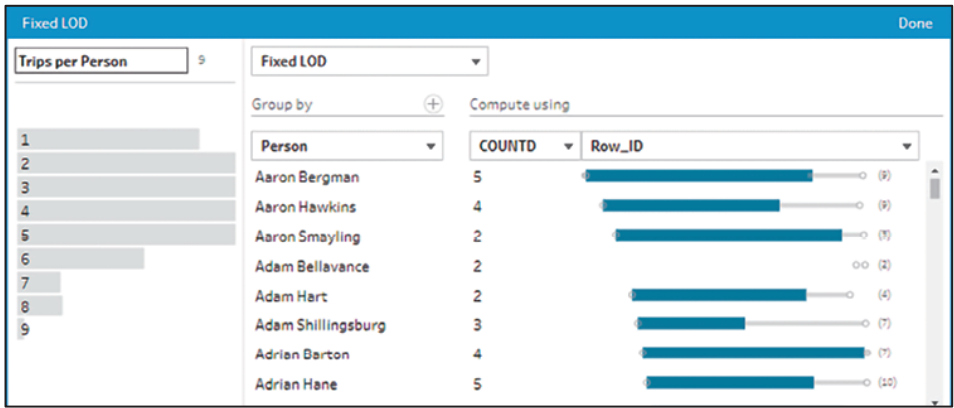 Fixed LOD Done
Trips per Person 9
Fixed LOD
Group by Compute using
Person COUNTD Row_ID
1
2
3
4
5
6
7
8
9
Aaron Bergman 5 (9)
Aaron Hawkins 4 (9)
Aaron Smayling 2
Adam Bellavance 2 (2)
Adam Hart 2 (4)
Adam Shillingsburg 3 (7)
Adrian Barton 4 (7)
Adrian Hane 5 (10)